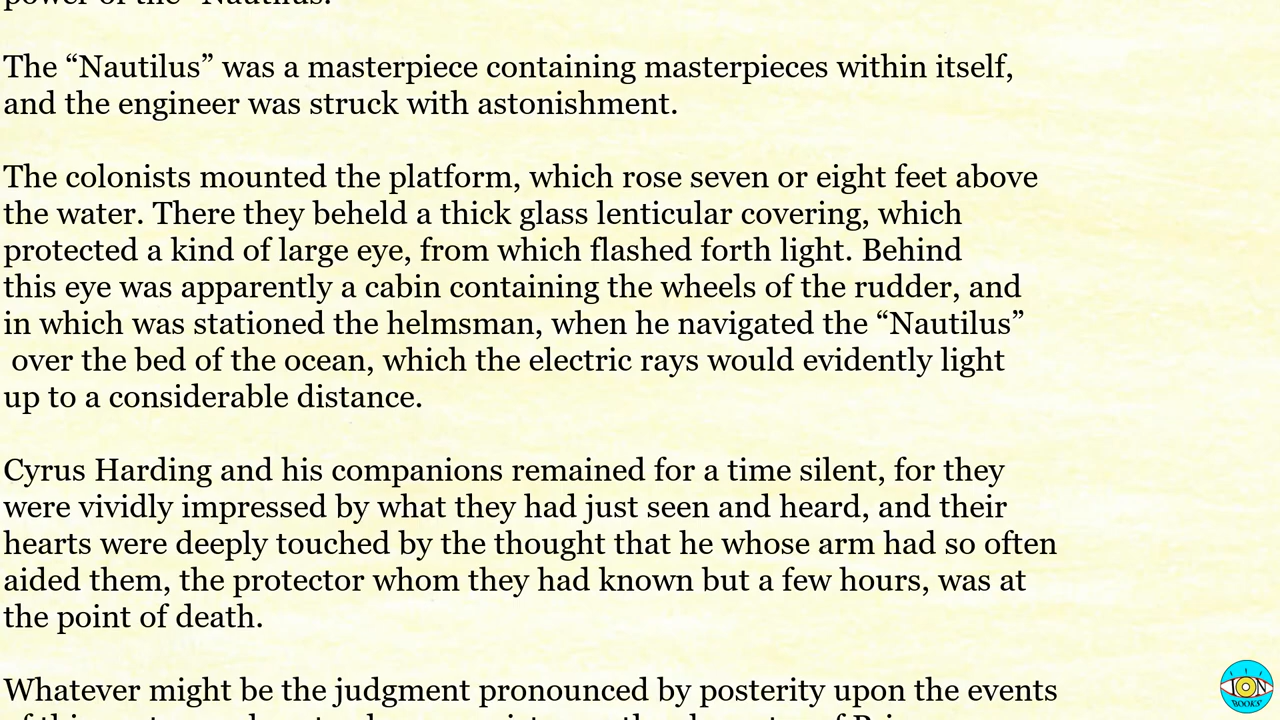 power of the “Nautilus.”
The “Nautilus” was a masterpiece containing masterpieces within itself,
and the engineer was struck with astonishment.
The colonists mounted the platform, which rose seven or eight feet above
the water. There they beheld a thick glass lenticular covering, which
protected a kind of large eye, from which flashed forth light. Behind
this eye was apparently a cabin containing the wheels of the rudder, and
in which was stationed the helmsman, when he navigated the “Nautilus”
over the bed of the ocean, which the electric rays would evidently light
up to a considerable distance.
Cyrus Harding and his companions remained for a time silent, for they
were vividly impressed by what they had just seen and heard, and their
hearts were deeply touched by the thought that he whose arm had so often
aided them, the protector whom they had known but a few hours, was at
the point of death.
Whatever might be the judgment pronounced by posterity upon the events
ION
BOOKS